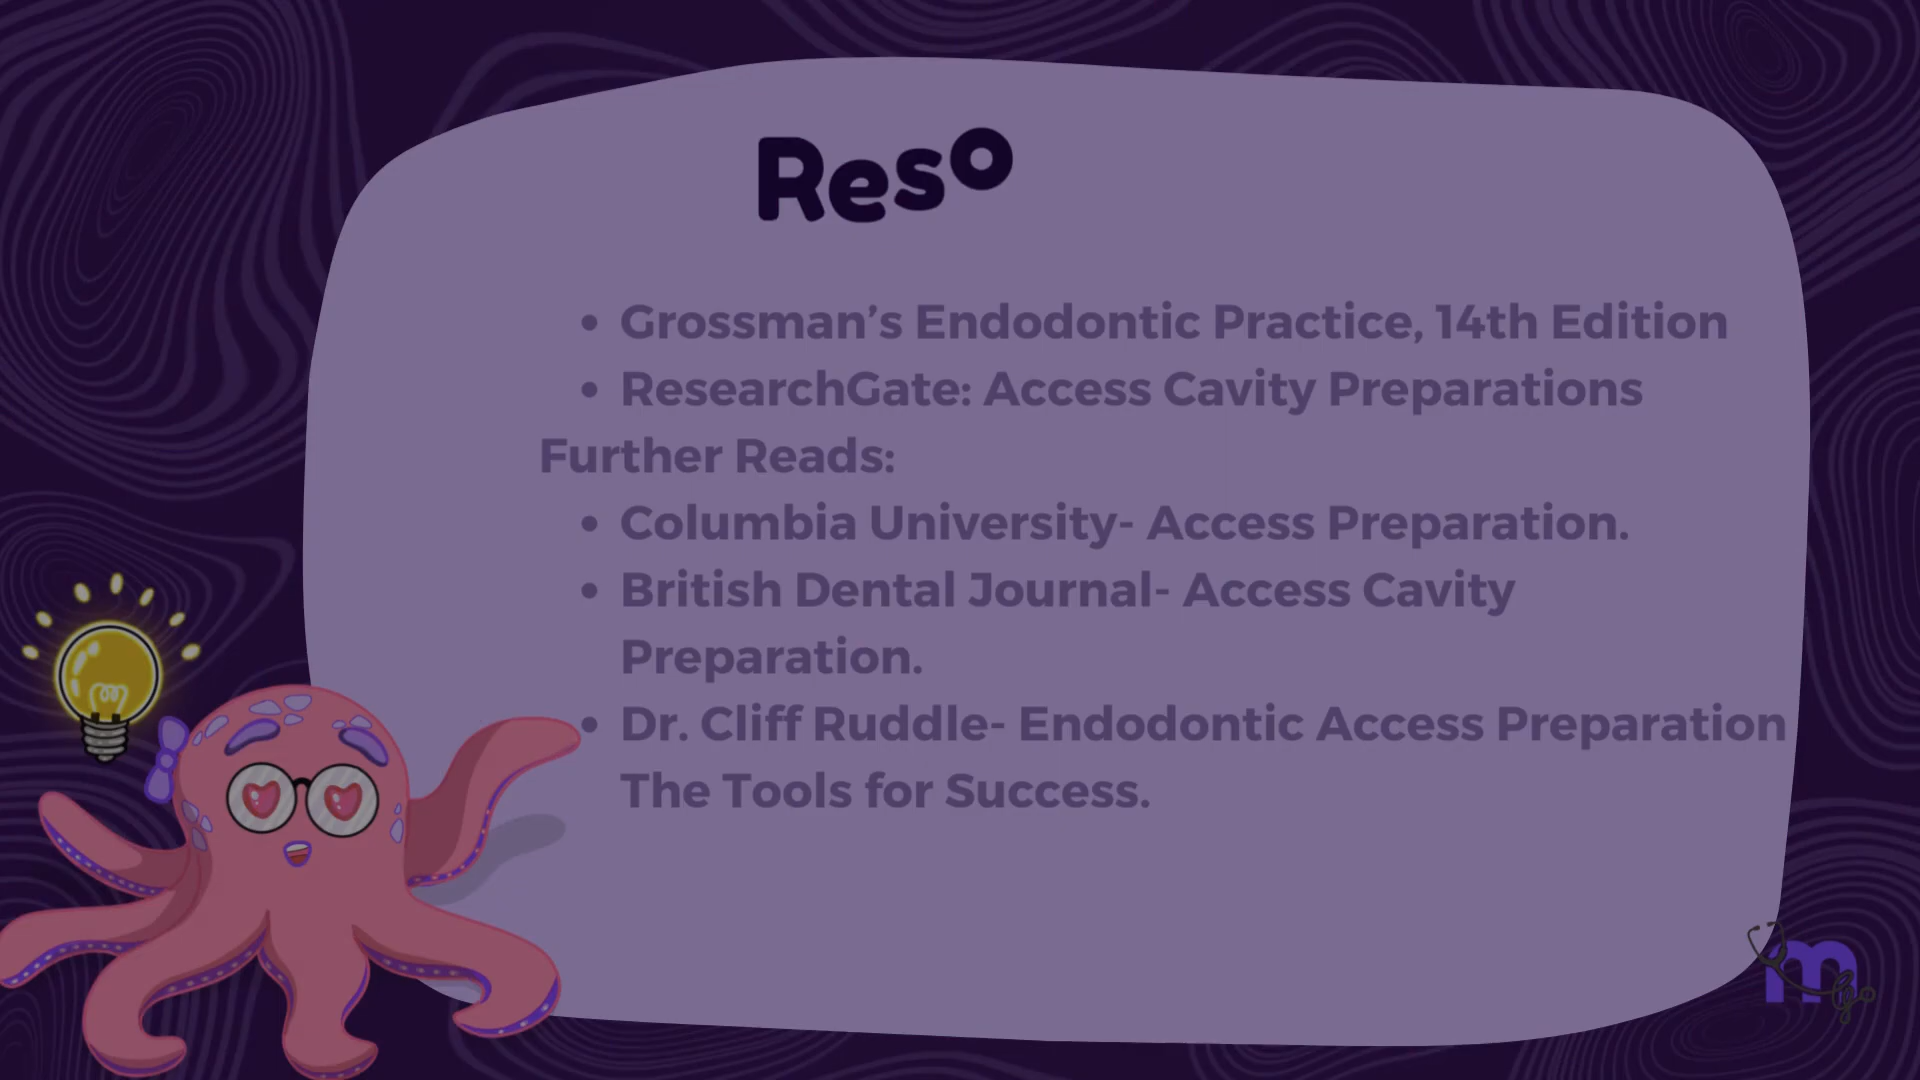 Reso
• Grossman’s Endodontic Practice, 14th Edition
• ResearchGate: Access Cavity Preparations
Further Reads:
• Columbia University- Access Preparation.
• British Dental Journal- Access Cavity
Preparation.
• Dr. Cliff Ruddle- Endodontic Access Preparation
The Tools for Success.
m
go